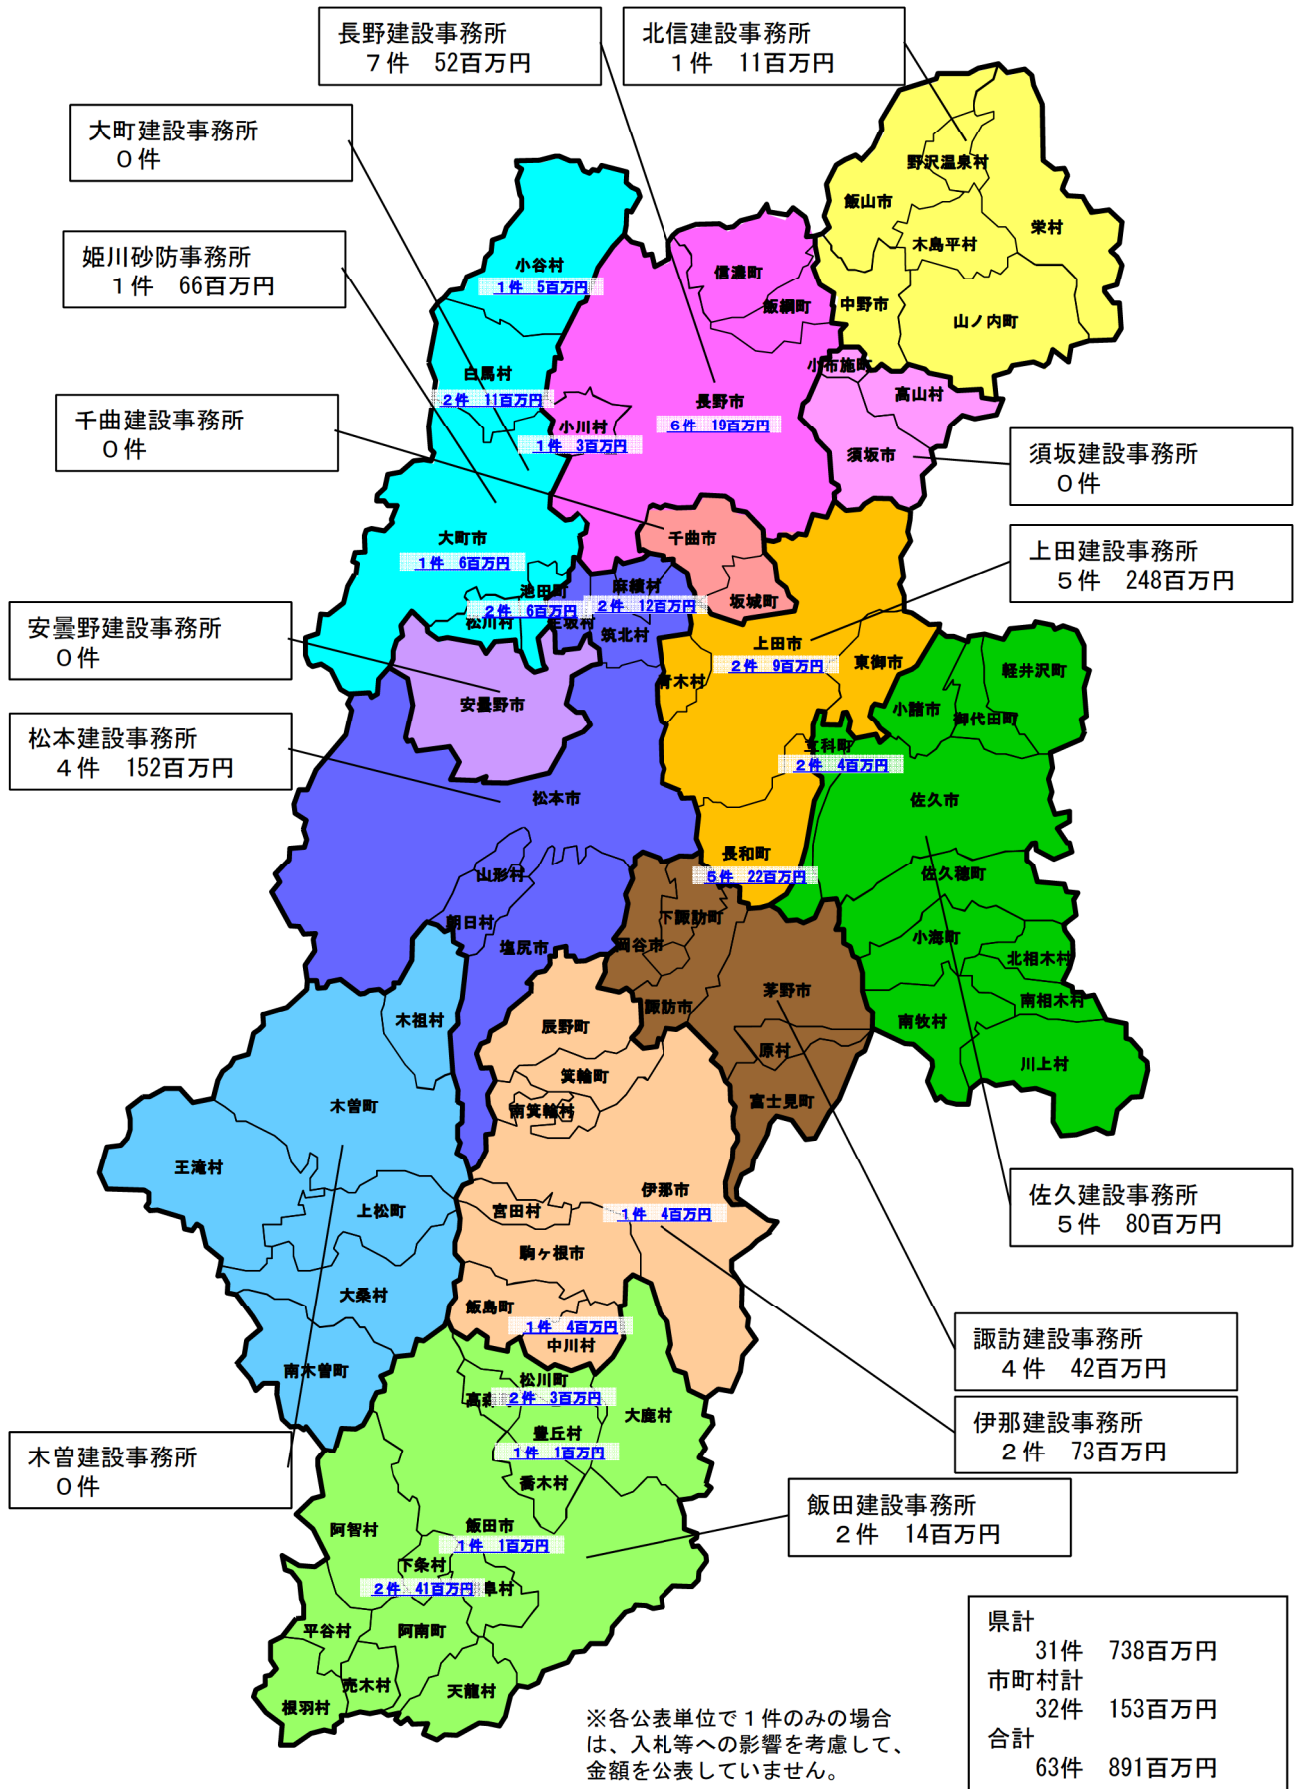 長野建設事務所
７件　52百万円
北信建設事務所
１件　11百万円
大町建設事務所
０件
姫川砂防事務所
１件　66百万円
千曲建設事務所
０件
安曇野建設事務所
０件
松本建設事務所
４件　152百万円
木曽建設事務所
０件
須坂建設事務所
０件
上田建設事務所
５件　248百万円
佐久建設事務所
５件　80百万円
諏訪建設事務所
４件　42百万円
伊那建設事務所
２件　73百万円
飯田建設事務所
２件　14百万円
野沢温泉村
飯山市
栄村
木島平村
中野市
山ノ内町
小谷村
１件　5百万円
信濃町
飯綱町
白馬村
２件　11百万円
小川村
１件　3百万円
長野市
６件　19百万円
小布施町
高山村
須坂市
大町市
１件　6百万円
池田町
２件　6百万円
松川村
生坂村
麻績村
２件　12百万円
筑北村
千曲市
坂城町
上田市
２件　9百万円
東御市
青木村
安曇野市
軽井沢町
小諸市
御代田町
立科町
２件　4百万円
佐久市
松本市
長和町
５件　22百万円
山形村
朝日村
塩尻市
下諏訪町
岡谷市
諏訪市
茅野市
原村
富士見町
佐久穂町
小海町
北相木村
南相木村
南牧村
川上村
木祖村
木曽町
王滝村
上松町
大桑村
南木曽町
辰野町
箕輪町
南箕輪村
伊那市
１件　4百万円
宮田村
駒ヶ根市
飯島町
１件　4百万円
中川村
松川町
２件　3百万円
高森
大鹿村
豊丘村
１件　1百万円
喬木村
阿智村
飯田市
１件　1百万円
下条村
２件　41百万円
阜村
平谷村
阿南町
売木村
根羽村
天龍村
※各公表単位で１件のみの場合
は、入札等への影響を考慮して、
金額を公表していません。
県計
31件　738百万円
市町村計
32件　153百万円
合計
63件　891百万円